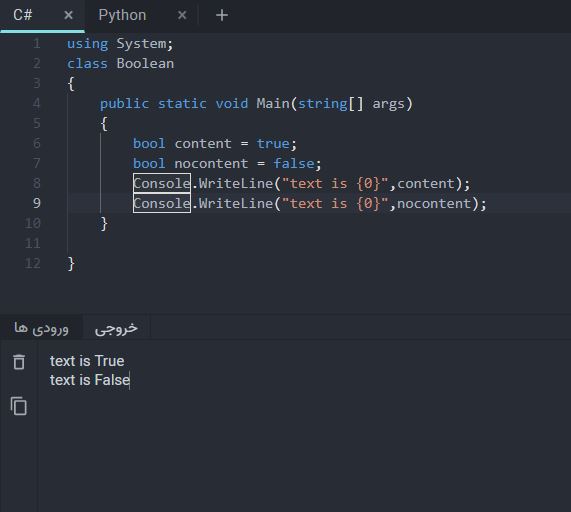 C# × Python × +
1 using System;
2 class Boolean
3 {
4 public static void Main(string[] args)
5 {
6 bool content = true;
7 bool nocontent = false;
8 Console.WriteLine("text is {0}",content);
9 Console.WriteLine("text is {0}",nocontent);
10 }
11
12 }
خروجی ورودی ها
text is True
text is False